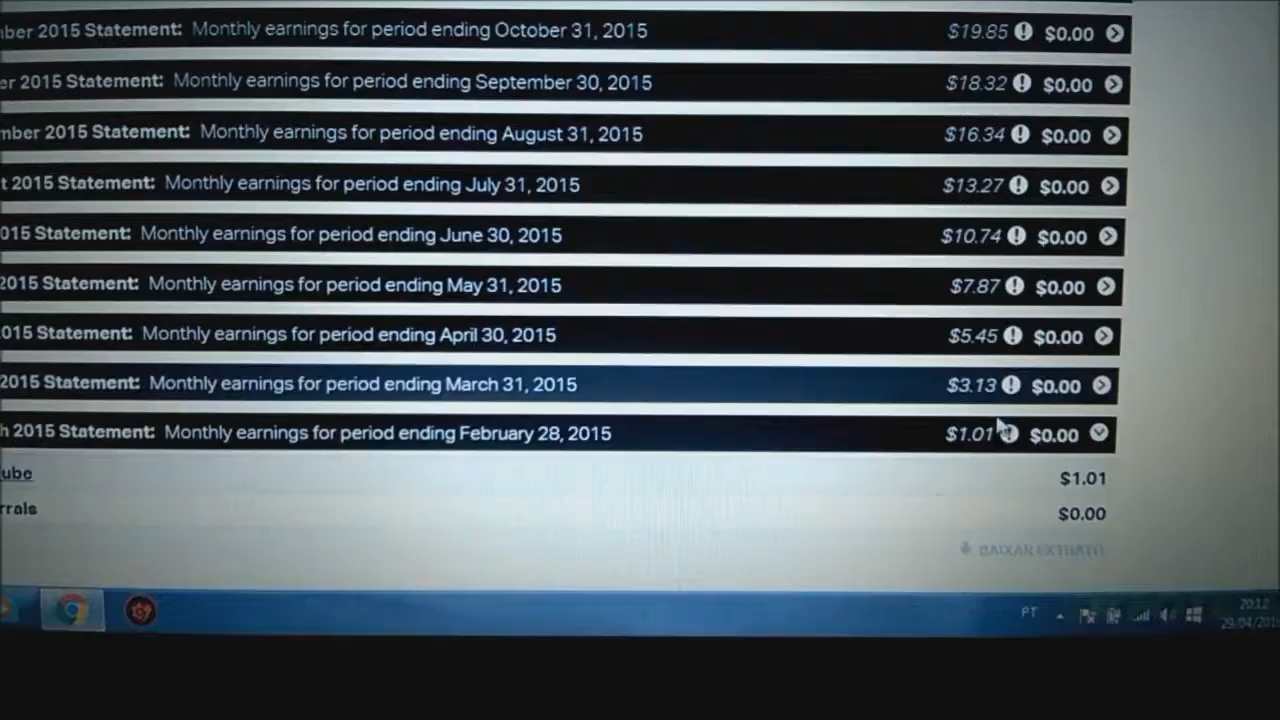 2015 Statement: Monthly earnings for period ending October 31, 2015 $19.85 $0.00
2015 Statement: Monthly earnings for period ending September 30, 2015 $18.32 $0.00
2015 Statement: Monthly earnings for period ending August 31, 2015 $16.34 $0.00
2015 Statement: Monthly earnings for period ending July 31, 2015 $13.27 $0.00
015 Statement: Monthly earnings for period ending June 30, 2015 $10.74 $0.00
2015 Statement: Monthly earnings for period ending May 31, 2015 $7.87 $0.00
015 Statement: Monthly earnings for period ending April 30, 2015 $5.45 $0.00
2015 Statement: Monthly earnings for period ending March 31, 2015 $3.13 $0.00
h 2015 Statement: Monthly earnings for period ending February 28, 2015 $1.01 $0.00
ube $1.01
rrals $0.00
BAIXAR EXTRATO
PT 20:12